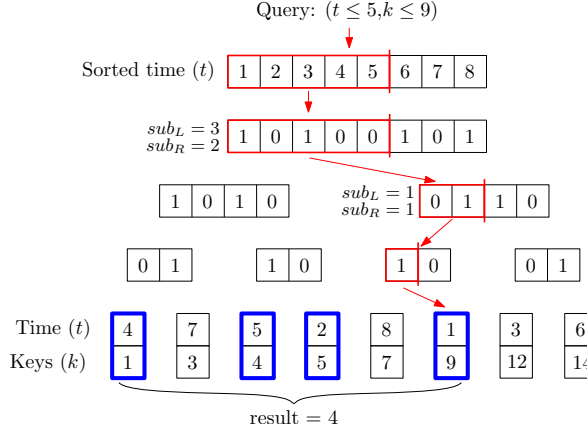 Query: (t ≤ 5,k ≤ 9)
Sorted time (t) 1 2 3 4 5 6 7 8
sub_L = 3
sub_R = 2
1 0 1 0 0 1 0 1
1 0 1 0
sub_L = 1
sub_R = 1
0 1 1 0
0 1 1 0 1 0 0 1
Time (t) 4 7 5 2 8 1 3 6
Keys (k) 1 3 4 5 7 9 12 14
result = 4